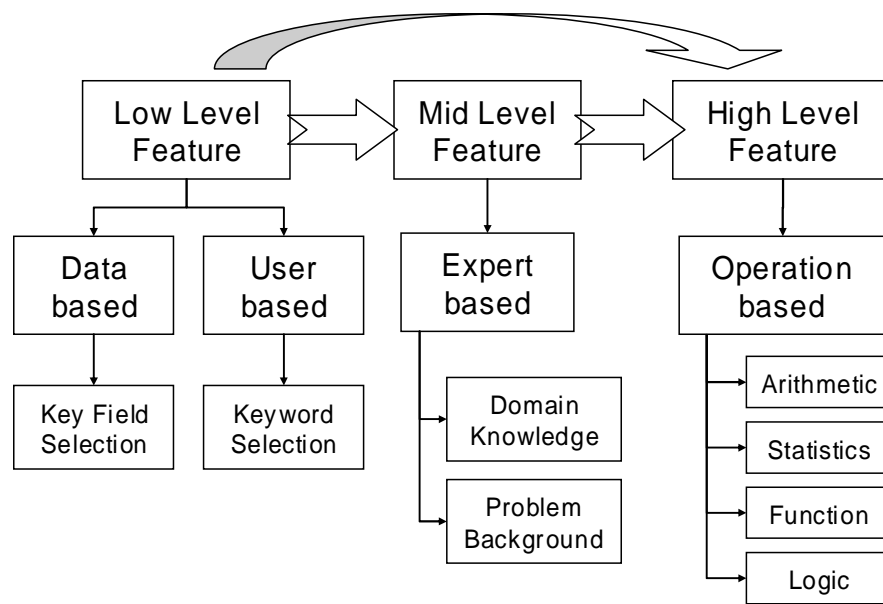 Low Level
Feature
Mid Level
Feature
High Level
Feature
Data
based
User
based
Expert
based
Operation
based
Key Field
Selection
Keyword
Selection
Domain
Knowledge
Problem
Background
Arithmetic
Statistics
Function
Logic